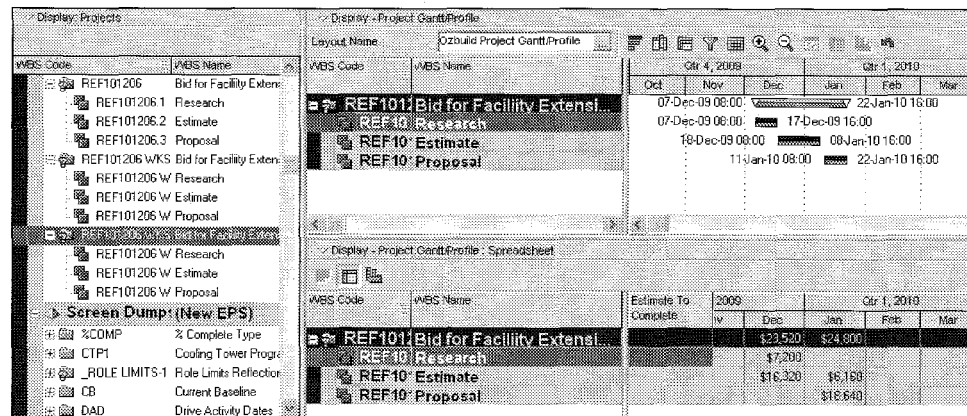 Display: Projects
WBS Code WBS Name
REF101206 Bid for Facility Extens
REF101206.1 Research
REF101206.2 Estimate
REF101206.3 Proposal
REF101206 WKS Bid for Facility Exten
REF101206 W Research
REF101206 W Estimate
REF101206 W Proposal
REF101206 WKS Bid for Facility Exten
REF101206 W Research
REF101206 W Estimate
REF101206 W Proposal
Screen Dump: (New EPS)
%COMP % Complete Type
CTP1 Cooling Tower Progra
_ROLE LIMITS-1 Role Limits Reflection
CB Current Baseline
DAD Drive Activity Dates
Display - Project Gantt/Profile
Layout Name Ozbuild Project Gantt/Profile
WBS Code WBS Name
Qtr 4, 2009 Qtr 1, 2010
Oct Nov Dec Jan Feb Mar
REF101: Bid for Facility Extensi...
07-Dec-09 08:00 22-Jan-10 16:00
REF10 Research
07-Dec-09 08:00 17-Dec-09 16:00
REF10 Estimate
18-Dec-09 08:00 08-Jan-10 16:00
REF10 Proposal
11-Jan-10 08:00 22-Jan-10 16:00
Display - Project Gantt/Profile : Spreadsheet
WBS Code WBS Name Estimate To Complete
2009 Qtr 1, 2010
v Dec Jan Feb Mar
REF101: Bid for Facility Extensi... $23,520 $24,800
REF10 Research $7,200
REF10 Estimate $16,320 $6,160
REF10 Proposal $18,640